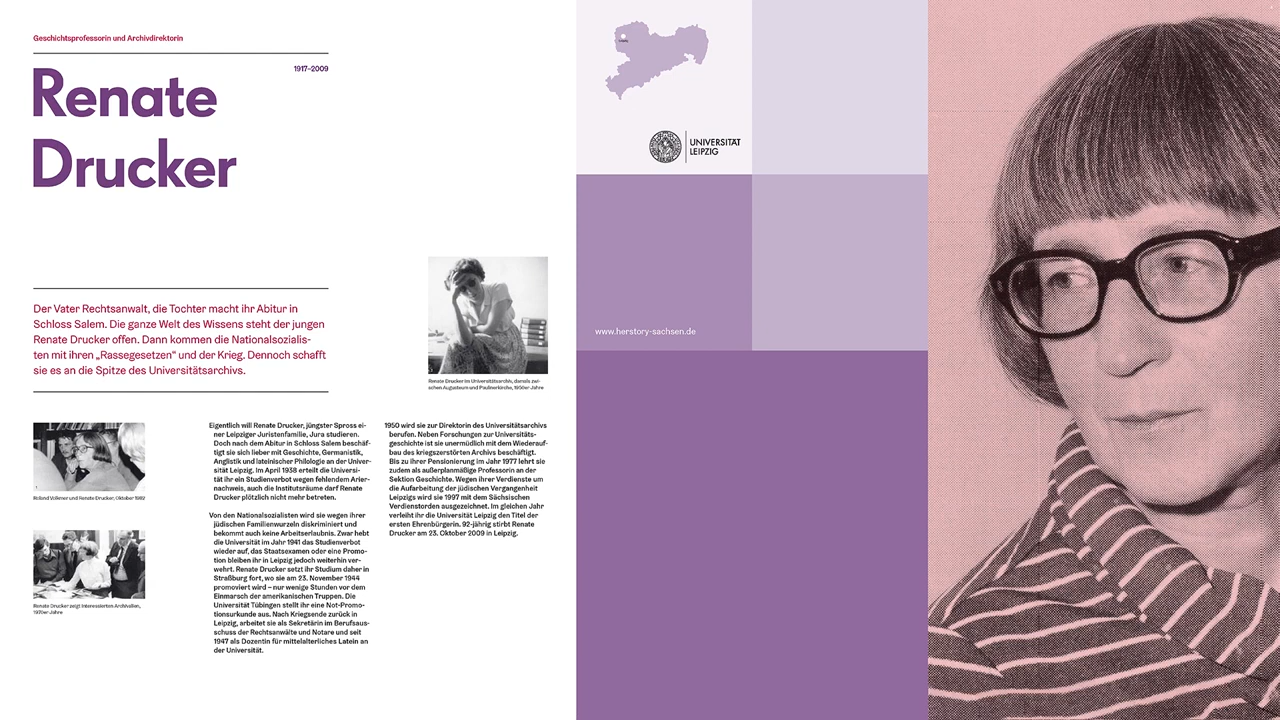 Geschichtsprofessorin und Archivdirektorin
1917–2009
Renate
Drucker
Der Vater Rechtsanwalt, die Tochter macht ihr Abitur in
Schloss Salem. Die ganze Welt des Wissens steht der jungen
Renate Drucker offen. Dann kommen die Nationalsozialis-
ten mit ihren „Rassegesetzen“ und der Krieg. Dennoch schafft
sie es an die Spitze des Universitätsarchivs.
Renate Drucker im Universitätsarchiv, damals zwi-
schen Augusteum und Paulinerkirche, 1950er-Jahre
Roland Volkmer und Renate Drucker, Oktober 1982
Renate Drucker zeigt Interessierten Archivalien,
1970er-Jahre
Eigentlich will Renate Drucker, jüngster Spross ei-
ner Leipziger Juristenfamilie, Jura studieren.
Doch nach dem Abitur in Schloss Salem beschäf-
tigt sie sich lieber mit Geschichte, Germanistik,
Anglistik und lateinischer Philologie an der Univer-
sität Leipzig. Im April 1938 erteilt die Universi-
tät ihr ein Studienverbot wegen fehlendem Arier-
nachweis, auch die Institutsräume darf Renate
Drucker plötzlich nicht mehr betreten.
Von den Nationalsozialisten wird sie wegen ihrer
jüdischen Familienwurzeln diskriminiert und
bekommt auch keine Arbeitserlaubnis. Zwar hebt
die Universität im Jahr 1941 das Studienverbot
wieder auf, das Staatsexamen oder eine Promo-
tion bleiben ihr in Leipzig jedoch weiterhin ver-
wehrt. Renate Drucker setzt ihr Studium daher in
Straßburg fort, wo sie am 23. November 1944
promoviert wird – nur wenige Stunden vor dem
Einmarsch der amerikanischen Truppen. Die
Universität Tübingen stellt ihr eine Not-Promo-
tionsurkunde aus. Nach Kriegsende zurück in
Leipzig, arbeitet sie als Sekretärin im Berufsaus-
schuss der Rechtsanwälte und Notare und seit
1947 als Dozentin für mittelalterliches Latein an
der Universität.
1950 wird sie zur Direktorin des Universitätsarchivs
berufen. Neben Forschungen zur Universitäts-
geschichte ist sie unermüdlich mit dem Wiederauf-
bau des kriegszerstörten Archivs beschäftigt.
Bis zu ihrer Pensionierung im Jahr 1977 lehrt sie
zudem als außerplanmäßige Professorin an der
Sektion Geschichte. Wegen ihrer Verdienste um
die Aufarbeitung der jüdischen Vergangenheit
Leipzigs wird sie 1997 mit dem Sächsischen
Verdienstorden ausgezeichnet. Im gleichen Jahr
verleiht ihr die Universität Leipzig den Titel der
ersten Ehrenbürgerin. 92-jährig stirbt Renate
Drucker am 23. Oktober 2009 in Leipzig.
UNIVERSITÄT
LEIPZIG
www.herstory-sachsen.de